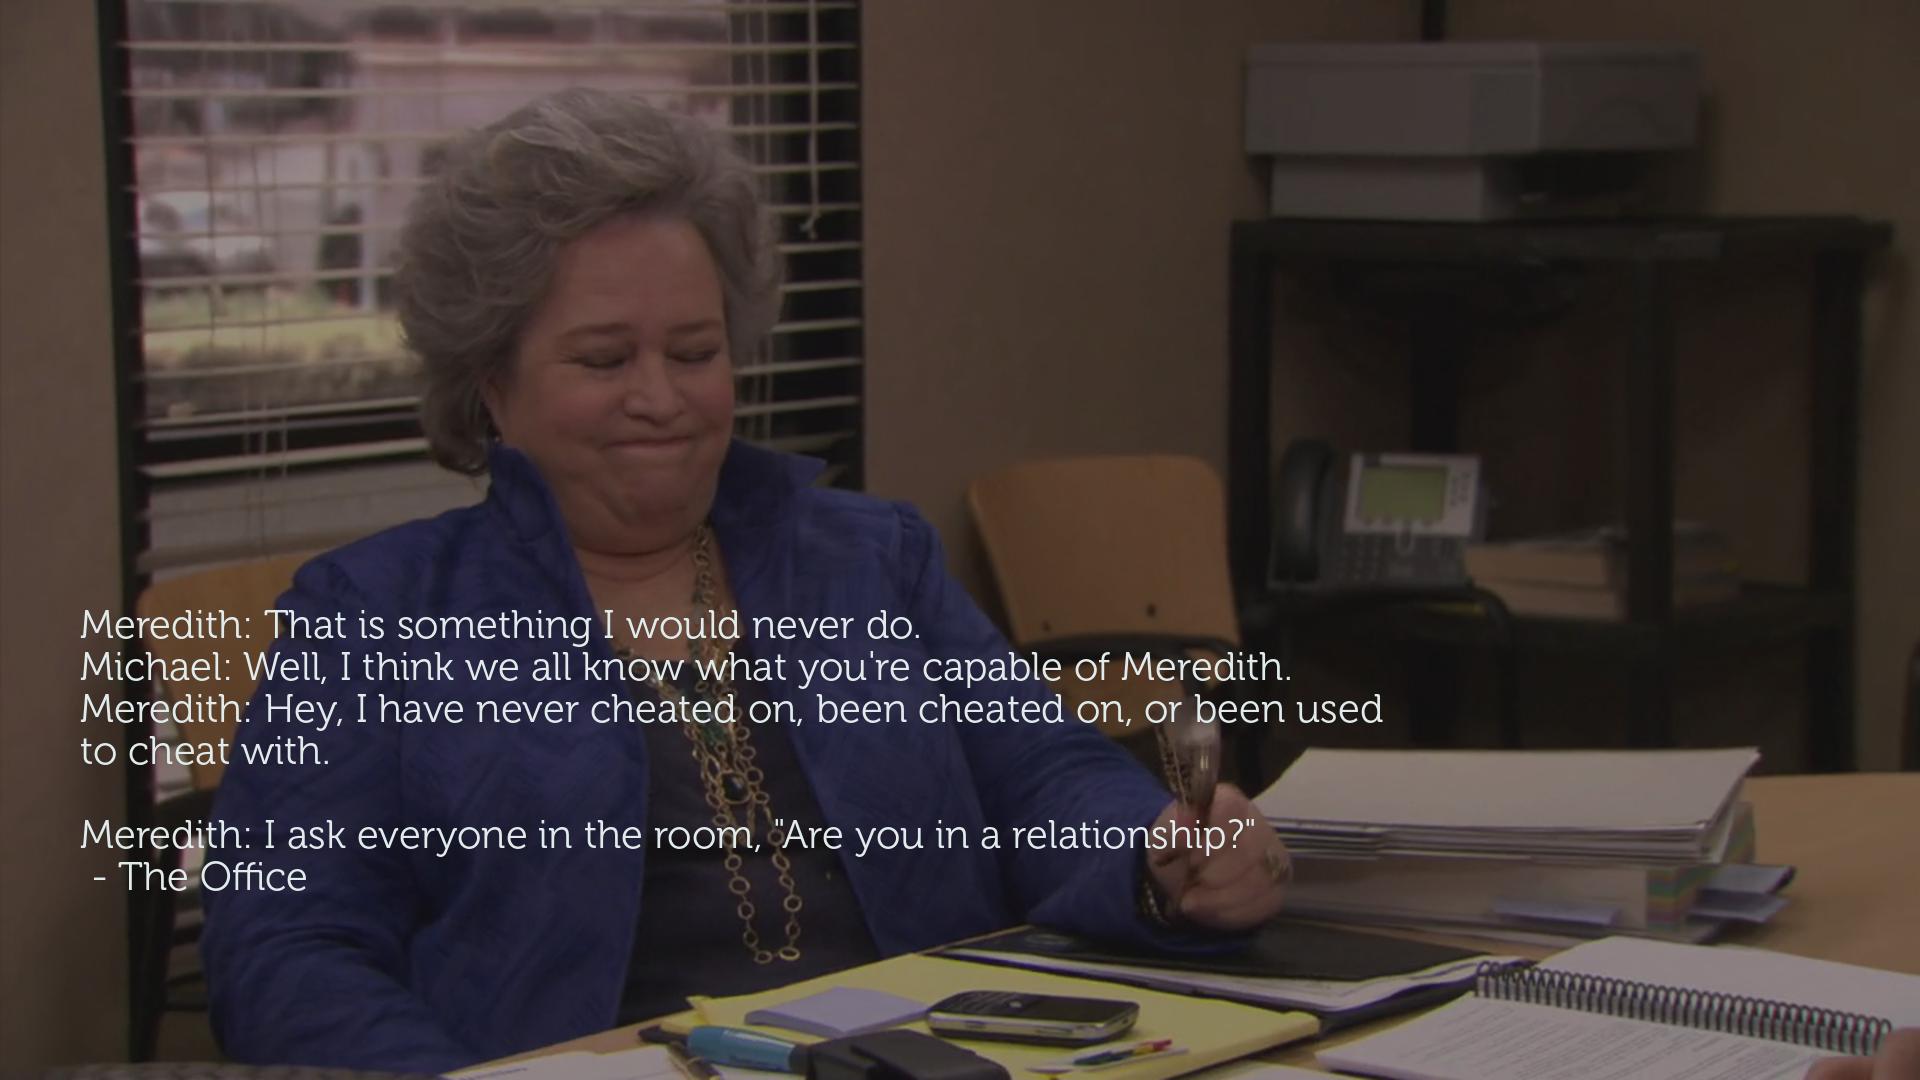 Meredith: That is something I would never do.
Michael: Well, I think we all know what you're capable of Meredith.
Meredith: Hey, I have never cheated on, been cheated on, or been used
to cheat with.
Meredith: I ask everyone in the room, "Are you in a relationship?"
- The Office